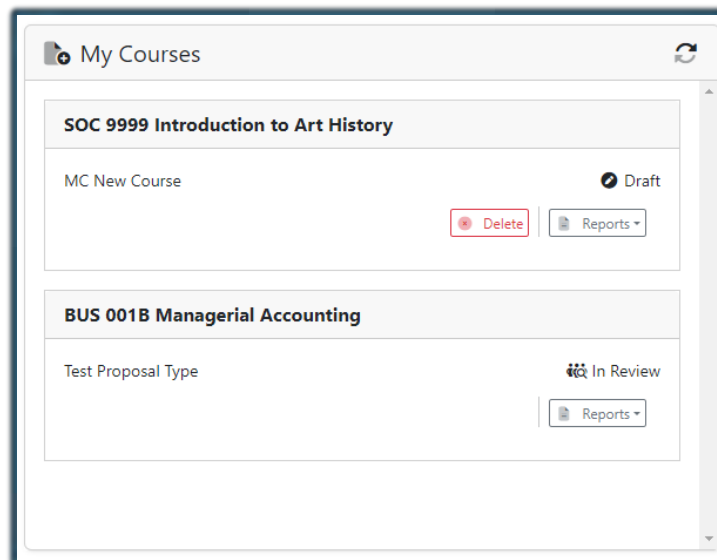 My Courses
SOC 9999 Introduction to Art History
MC New Course
Draft
Delete
Reports
BUS 001B Managerial Accounting
Test Proposal Type
In Review
Reports